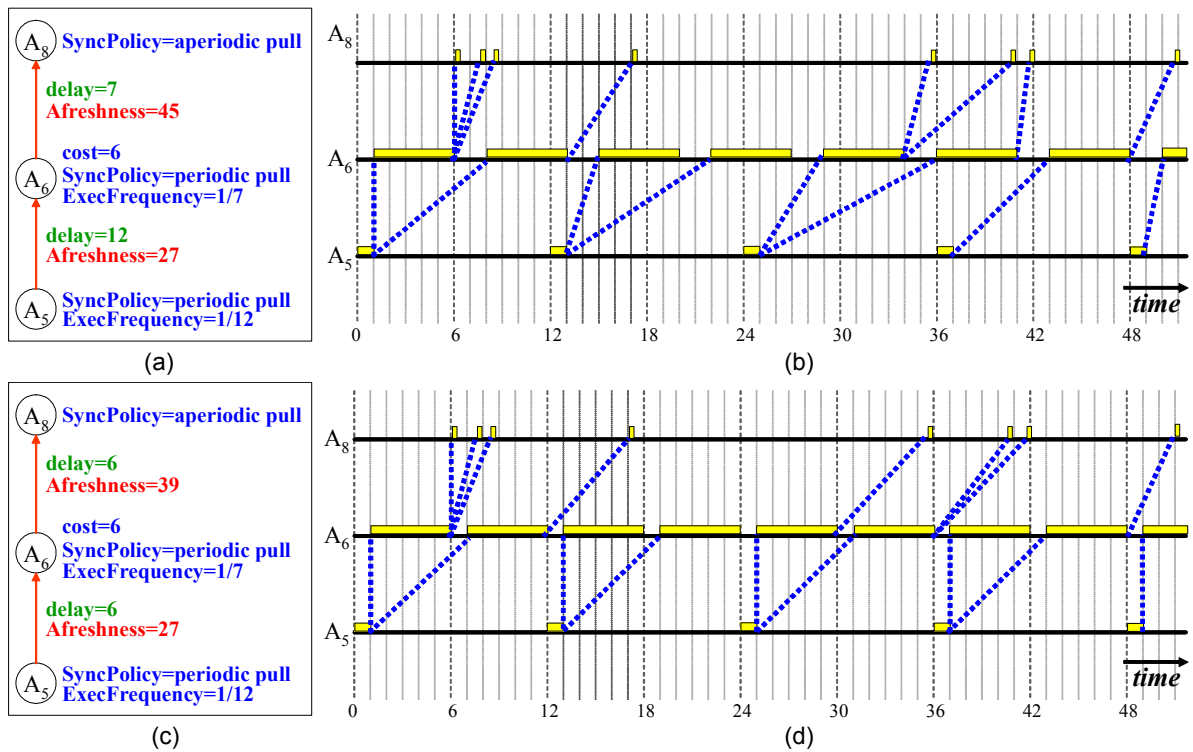 A8 SyncPolicy=aperiodic pull
delay=7
Afreshness=45
cost=6
A6 SyncPolicy=periodic pull
ExecFrequency=1/7
delay=12
Afreshness=27
A5 SyncPolicy=periodic pull
ExecFrequency=1/12
(a)
A8
A6
A5
time
0 6 12 18 24 30 36 42 48
(b)
A8 SyncPolicy=aperiodic pull
delay=6
Afreshness=39
cost=6
A6 SyncPolicy=periodic pull
ExecFrequency=1/7
delay=6
Afreshness=27
A5 SyncPolicy=periodic pull
ExecFrequency=1/12
(c)
A8
A6
A5
time
0 6 12 18 24 30 36 42 48
(d)